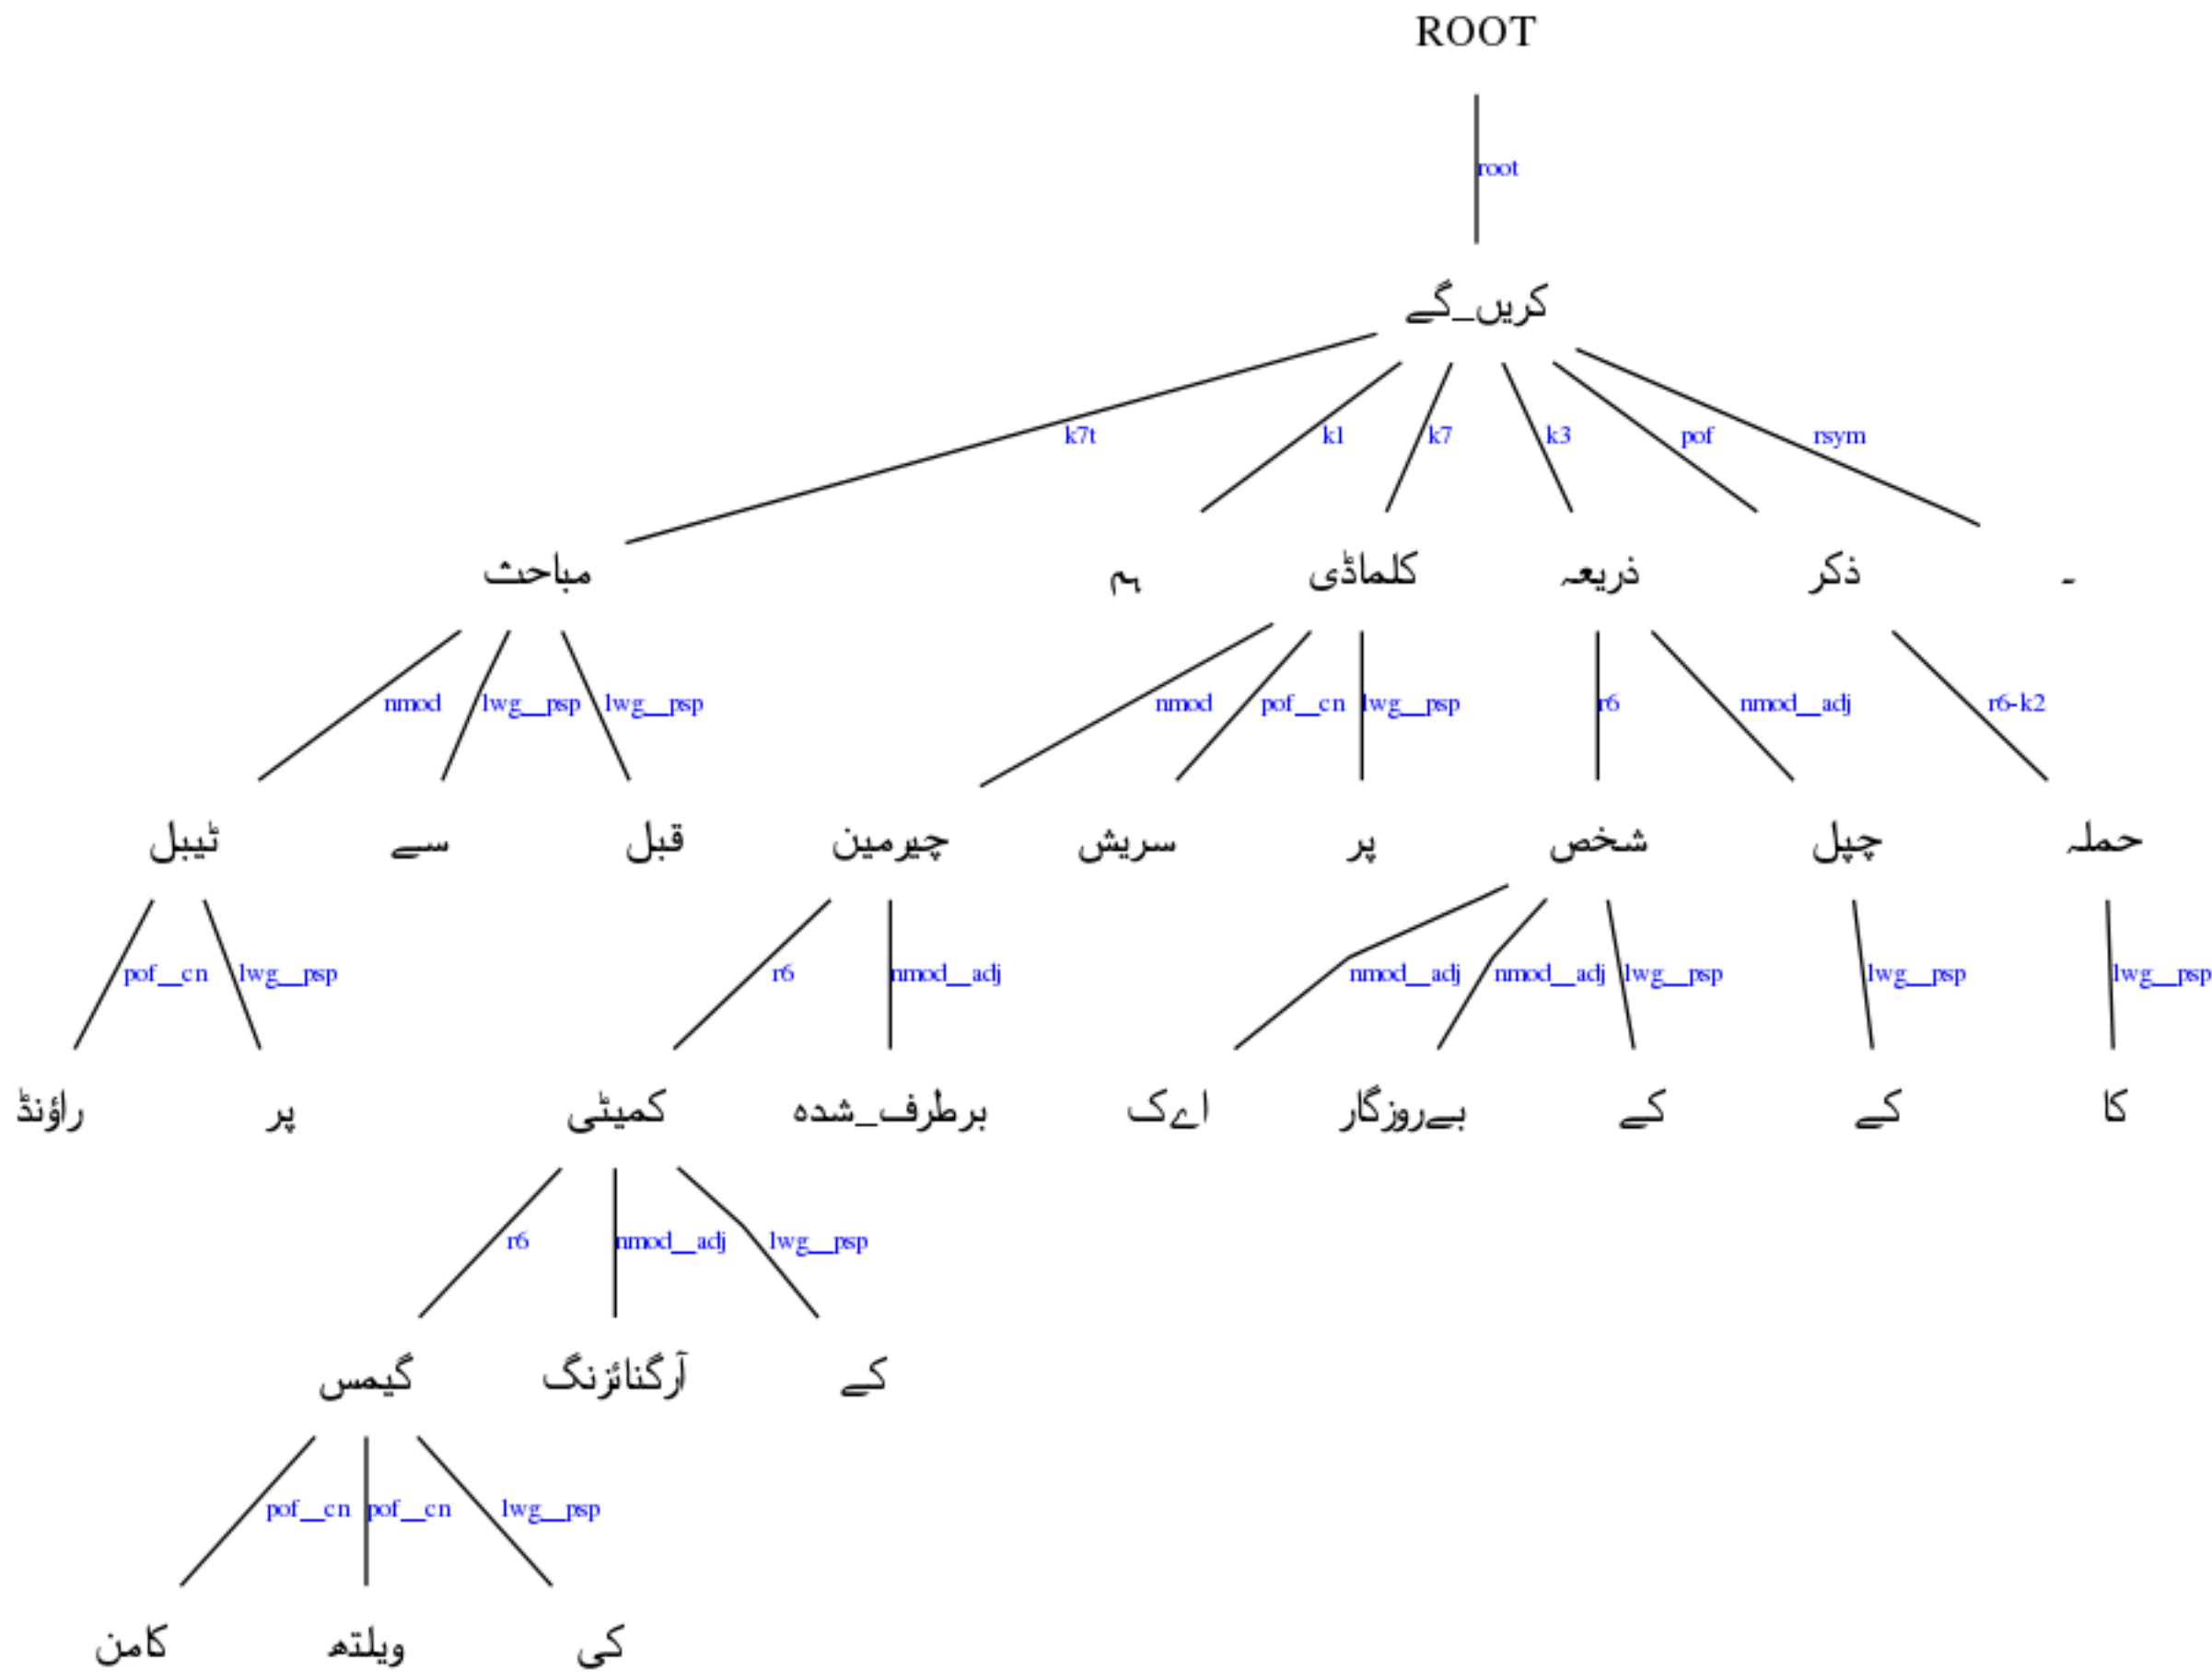 ROOT
root
کریں_گے
k7t k1 k7 k3 pof rsym
مباحث ہم کلماڈی ذریعہ ذکر ۔
nmod lwg__psp lwg__psp nmod pof__cn lwg__psp r6 nmod__adj r6-k2
ٹیبل سے قبل چیرمین سریش پر شخص چپل حملہ
pof__cn lwg__psp r6 nmod__adj nmod__adj nmod__adj lwg__psp lwg__psp lwg__psp
راؤنڈ پر کمیٹی برطرف_شدہ اےک بےروزگار کے کے کا
r6 nmod__adj lwg__psp
گیمس آرگنائزنگ کے
pof__cn pof__cn lwg__psp
کامن ویلتھ کی